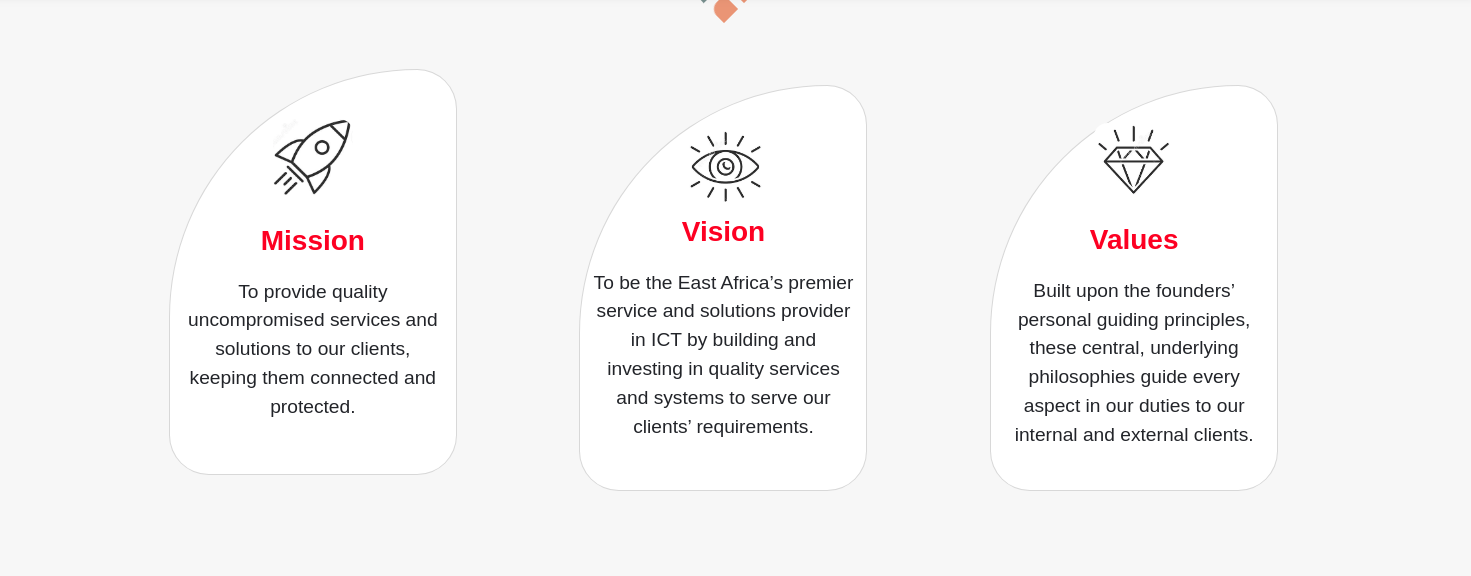 Mission
To provide quality
uncompromised services and
solutions to our clients,
keeping them connected and
protected.
Vision
To be the East Africa’s premier
service and solutions provider
in ICT by building and
investing in quality services
and systems to serve our
clients’ requirements.
Values
Built upon the founders’
personal guiding principles,
these central, underlying
philosophies guide every
aspect in our duties to our
internal and external clients.